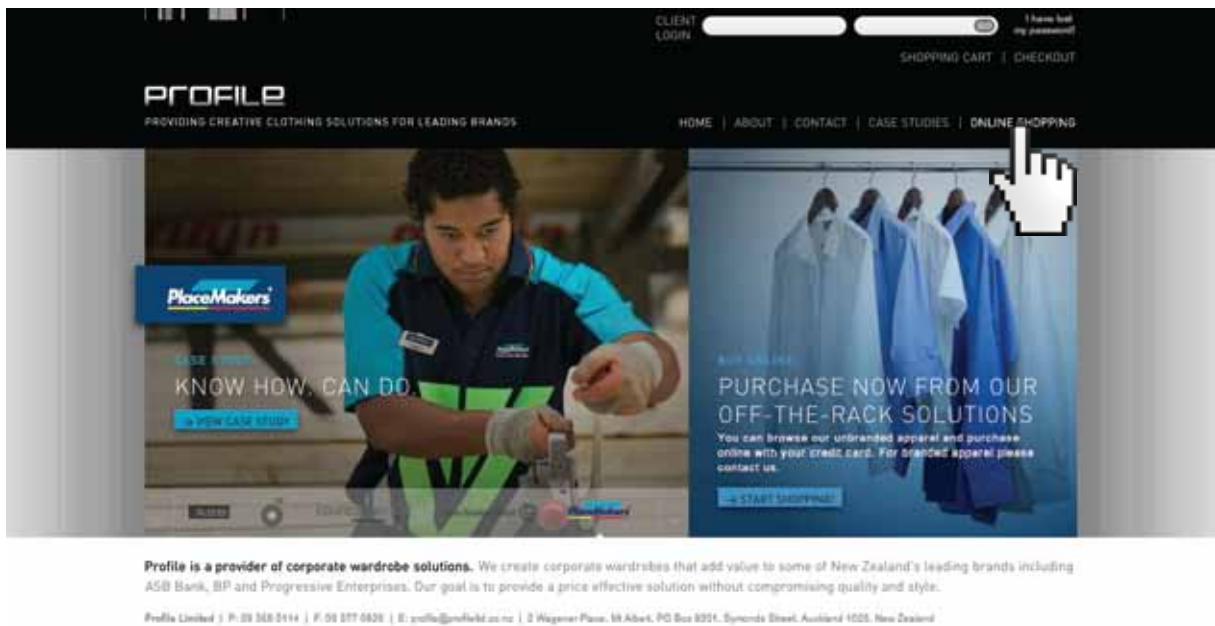 CLIENT
LOGIN
I have lost
my password!
SHOPPING CART | CHECKOUT
PROFILE
PROVIDING CREATIVE CLOTHING SOLUTIONS FOR LEADING BRANDS
HOME | ABOUT | CONTACT | CASE STUDIES | ONLINE SHOPPING
PlaceMakers
CASE STUDY:
KNOW HOW. CAN DO.
→ VIEW CASE STUDY
PlaceMakers
BUY ONLINE:
PURCHASE NOW FROM OUR
OFF-THE-RACK SOLUTIONS
You can browse our unbranded apparel and purchase
online with your credit card. For branded apparel please
contact us.
→ START SHOPPING!
Profile is a provider of corporate wardrobe solutions. We create corporate wardrobes that add value to some of New Zealand's leading brands including
ASB Bank, BP and Progressive Enterprises. Our goal is to provide a price effective solution without compromising quality and style.
Profile Limited | P: 09 | F: 09 | E: | 2 Wagener Place, Mt Albert, PO Box Symonds Street, Auckland New Zealand